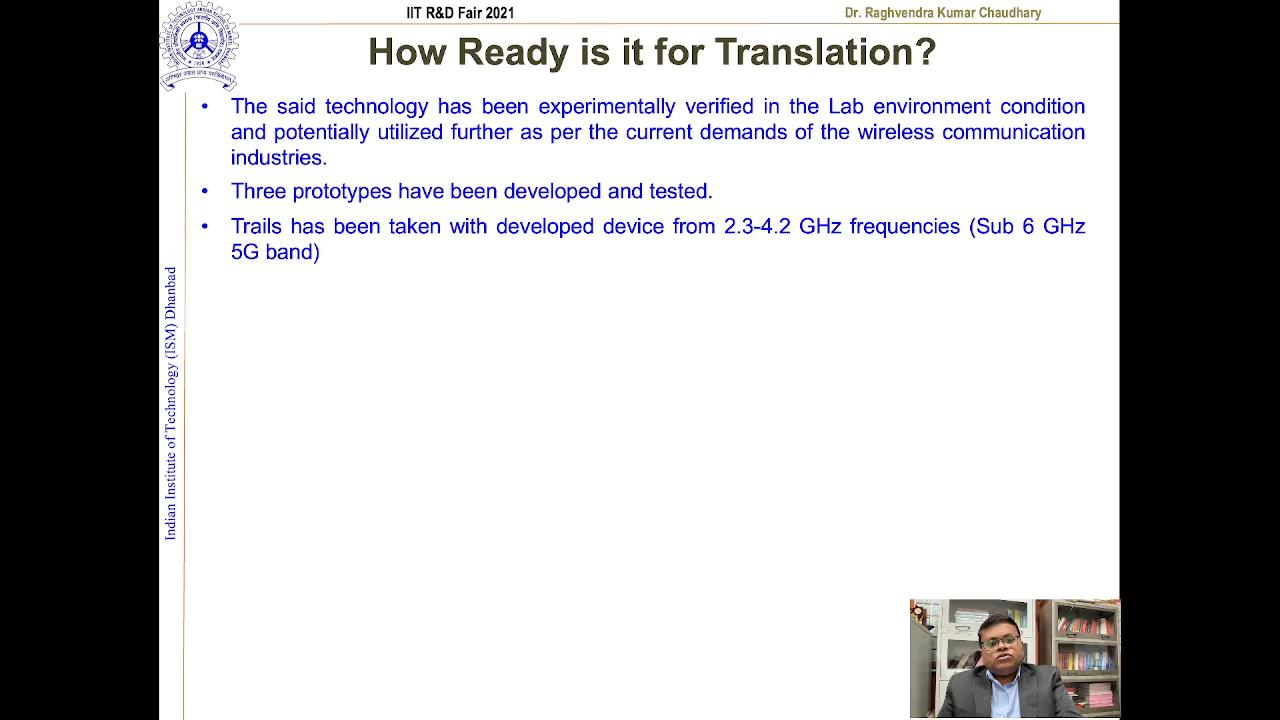 IIT R&D Fair 2021
Dr. Raghvendra Kumar Chaudhary
How Ready is it for Translation?
• The said technology has been experimentally verified in the Lab environment condition
and potentially utilized further as per the current demands of the wireless communication
industries.
• Three prototypes have been developed and tested.
• Trails has been taken with developed device from 2.3-4.2 GHz frequencies (Sub 6 GHz
5G band)
Indian Institute of Technology (ISM) Dhanbad